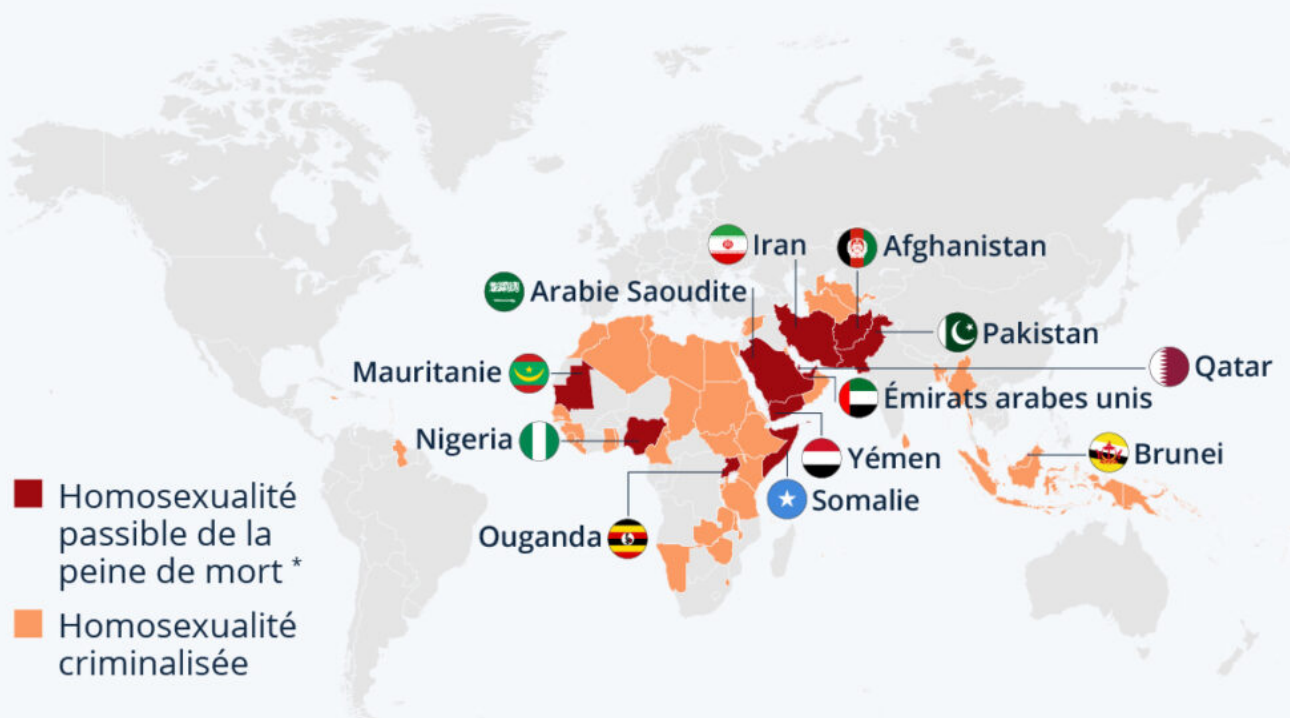 Iran
Afghanistan
Arabie Saoudite
Pakistan
Mauritanie
Qatar
Émirats arabes unis
Nigeria
Yémen
Brunei
Somalie
Ouganda
Homosexualité
passible de la
peine de mort *
Homosexualité
criminalisée